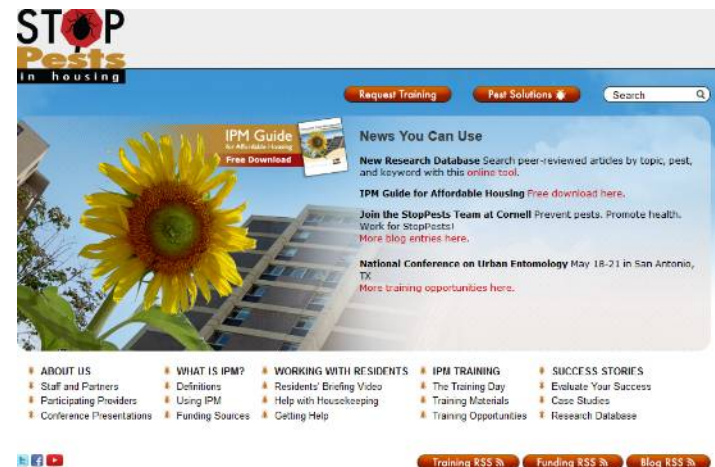 STOP
Pests
in housing
Request Training
Pest Solutions
Search
IPM Guide
for Affordable Housing
Free Download
News You Can Use
New Research Database Search peer-reviewed articles by topic, pest,
and keyword with this online tool.
IPM Guide for Affordable Housing Free download here.
Join the StopPests Team at Cornell Prevent pests. Promote health.
Work for StopPests!
More blog entries here.
National Conference on Urban Entomology May 18-21 in San Antonio,
TX
More training opportunities here.
ABOUT US
Staff and Partners
Participating Providers
Conference Presentations
WHAT IS IPM?
Definitions
Using IPM
Funding Sources
WORKING WITH RESIDENTS
Residents' Briefing Video
Help with Housekeeping
Getting Help
IPM TRAINING
The Training Day
Training Materials
Training Opportunities
SUCCESS STORIES
Evaluate Your Success
Case Studies
Research Database
Training RSS
Funding RSS
Blog RSS